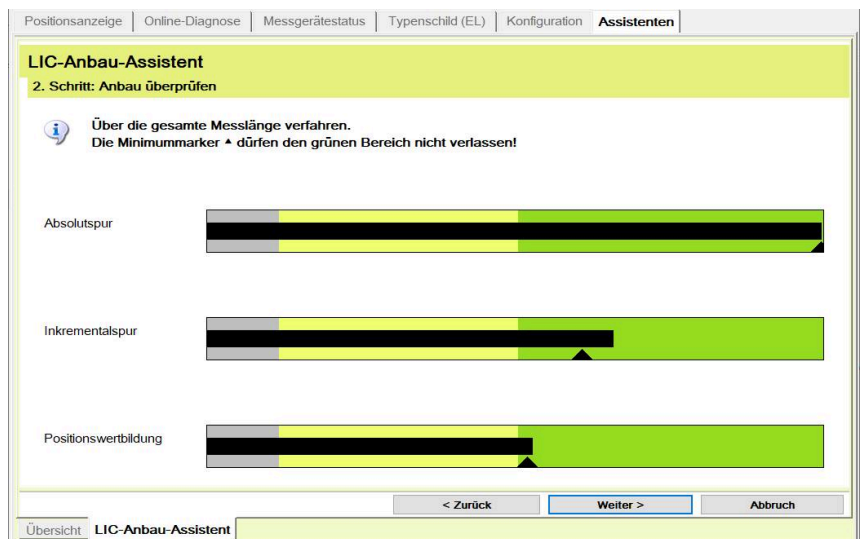 Positionsanzeige Online-Diagnose Messgerätestatus Typenschild (EL) Konfiguration Assistenten
LIC-Anbau-Assistent
2. Schritt: Anbau überprüfen
Über die gesamte Messlänge verfahren.
Die Minimummarker ▲ dürfen den grünen Bereich nicht verlassen!
Absolutspur
Inkrementalspur
Positionswertbildung
< Zurück Weiter > Abbruch
Übersicht LIC-Anbau-Assistent